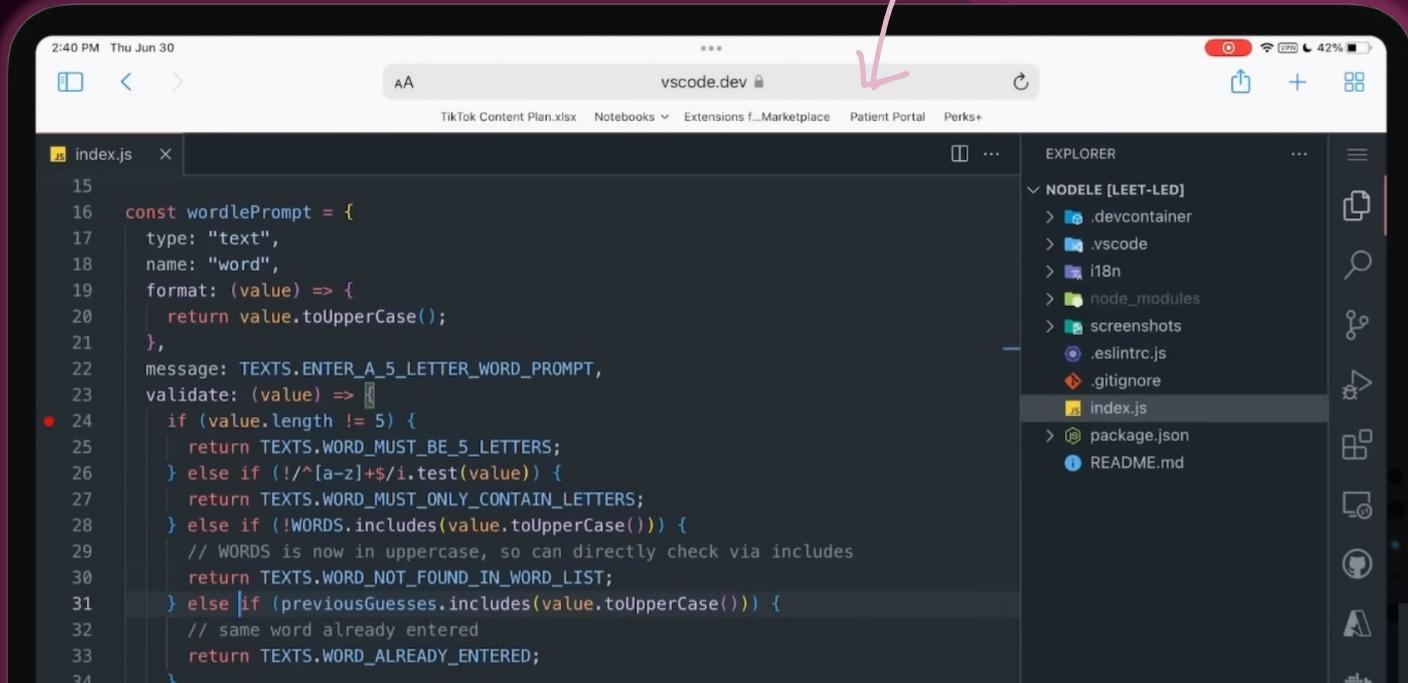 2:40 PM Thu Jun 30
VPN 42%
AA vscode.dev
TikTok Content Plan.xlsx Notebooks Extensions f...Marketplace Patient Portal Perks+
JS index.js
EXPLORER
15
16 const wordlePrompt = {
17 type: "text",
18 name: "word",
19 format: (value) => {
20 return value.toUpperCase();
21 },
22 message: TEXTS.ENTER_A_5_LETTER_WORD_PROMPT,
23 validate: (value) => {
24 if (value.length != 5) {
25 return TEXTS.WORD_MUST_BE_5_LETTERS;
26 } else if (!/^[a-z]+$/i.test(value)) {
27 return TEXTS.WORD_MUST_ONLY_CONTAIN_LETTERS;
28 } else if (!WORDS.includes(value.toUpperCase())) {
29 // WORDS is now in uppercase, so can directly check via includes
30 return TEXTS.WORD_NOT_FOUND_IN_WORD_LIST;
31 } else if (previousGuesses.includes(value.toUpperCase())) {
32 // same word already entered
33 return TEXTS.WORD_ALREADY_ENTERED;
34 }
NODELE [LEET-LED]
.devcontainer
.vscode
i18n
node_modules
screenshots
.eslintrc.js
.gitignore
JS index.js
package.json
README.md